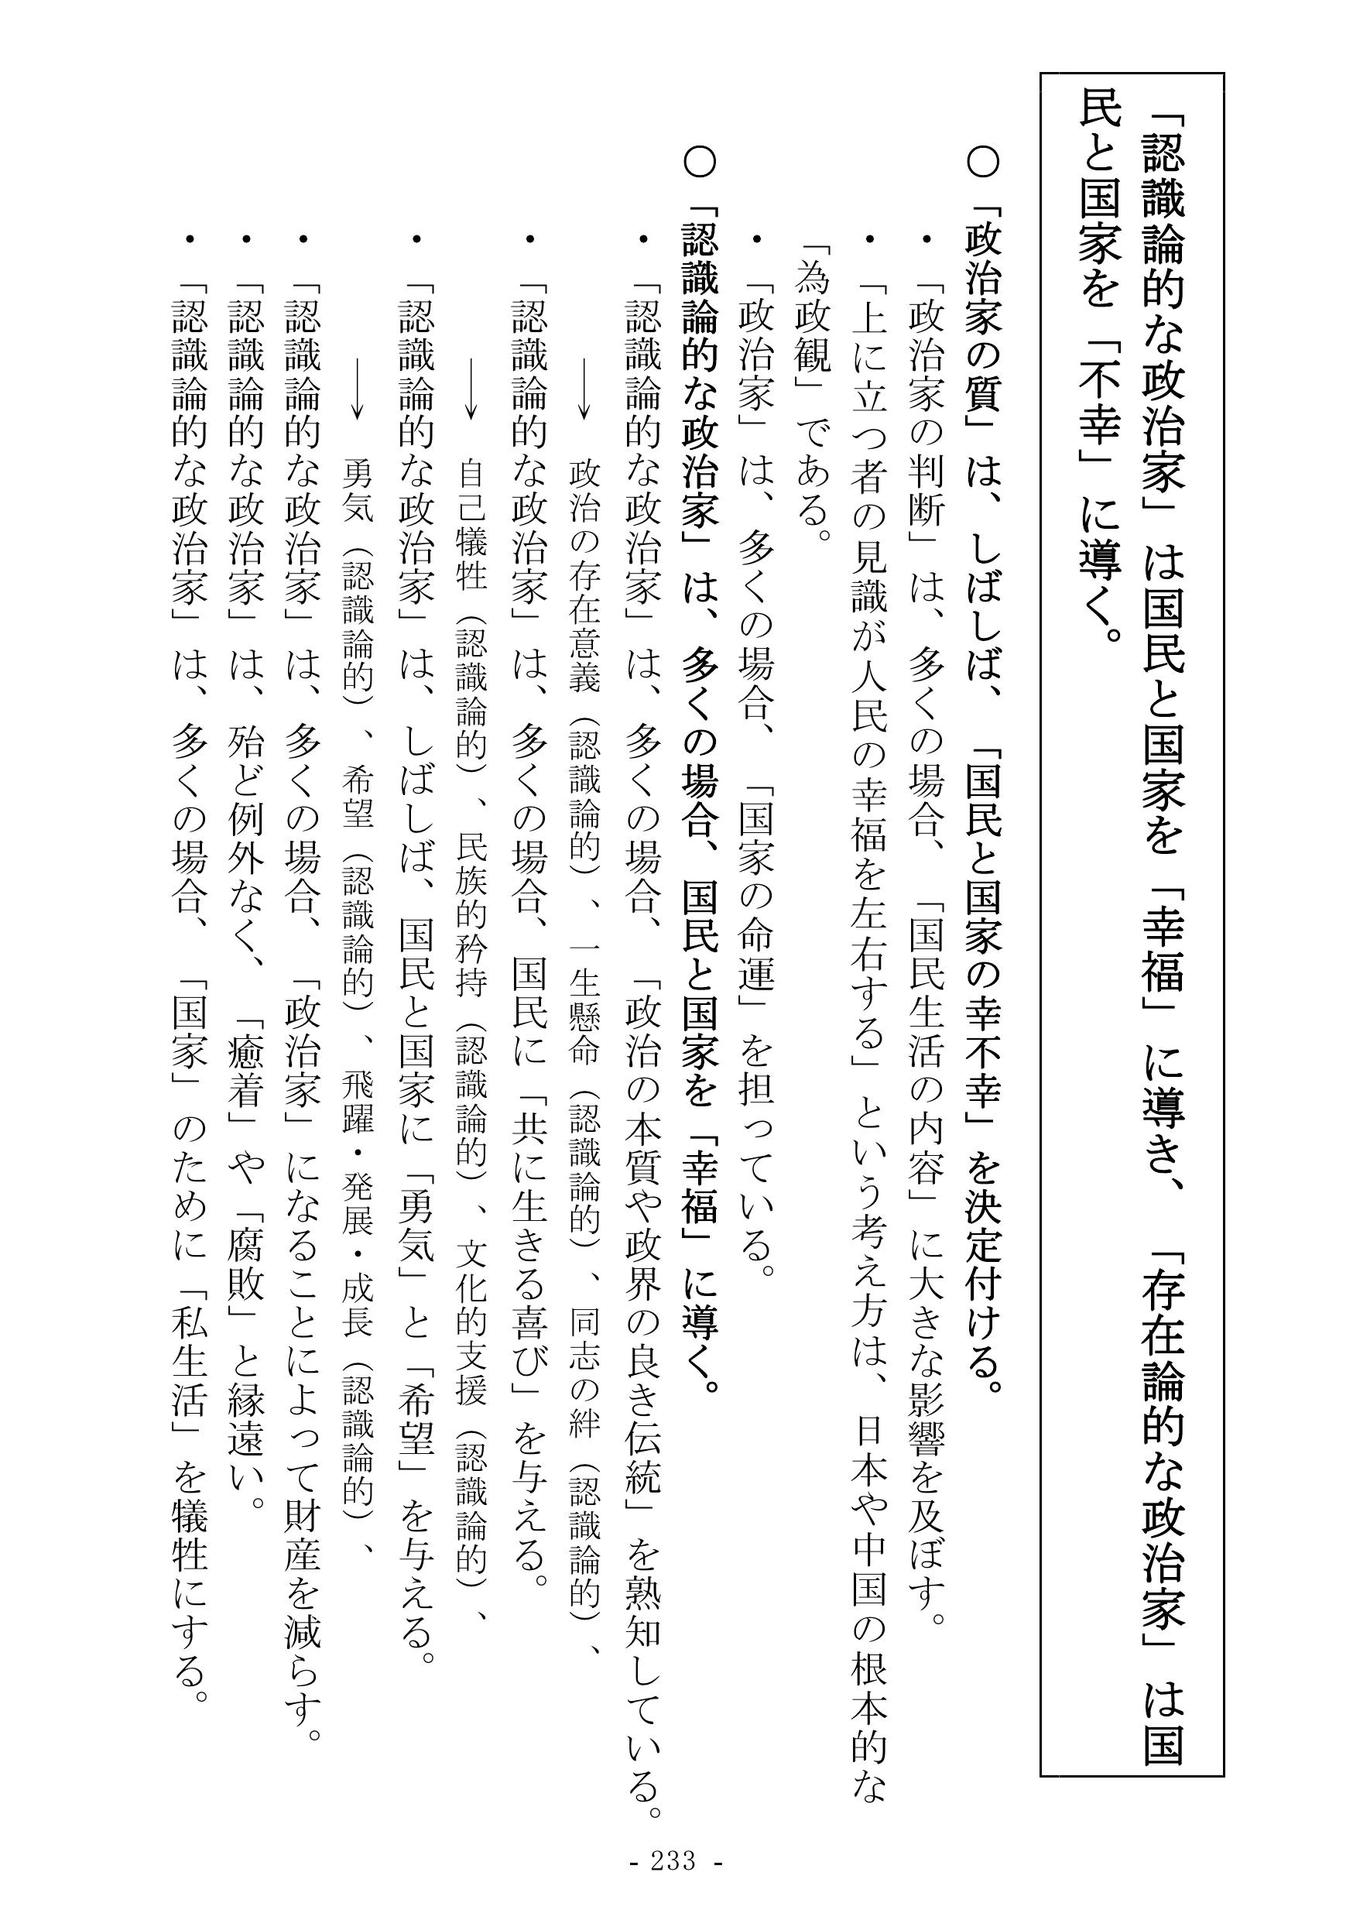 「認識論的な政治家」は国民と国家を「幸福」に導き、「存在論的な政治家」は国
民と国家を「不幸」に導く。
○「政治家の質」は、しばしば、「国民と国家の幸不幸」を決定付ける。
・「政治家の判断」は、多くの場合、「国民生活の内容」に大きな影響を及ぼす。
・「上に立つ者の見識が人民の幸福を左右する」という考え方は、日本や中国の根本的な
「為政観」である。
・「政治家」は、多くの場合、「国家の命運」を担っている。
○「認識論的な政治家」は、多くの場合、国民と国家を「幸福」に導く。
・「認識論的な政治家」は、多くの場合、「政治の本質や政界の良き伝統」を熟知している。
→ 政治の存在意義（認識論的）、一生懸命（認識論的）、同志の絆（認識論的）、
・「認識論的な政治家」は、多くの場合、国民に「共に生きる喜び」を与える。
→ 自己犠牲（認識論的）、民族的矜持（認識論的）、文化的支援（認識論的）、
・「認識論的な政治家」は、しばしば、国民と国家に「勇気」と「希望」を与える。
→ 勇気（認識論的）、希望（認識論的）、飛躍・発展・成長（認識論的）、
・「認識論的な政治家」は、多くの場合、「政治家」になることによって財産を減らす。
・「認識論的な政治家」は、殆ど例外なく、「癒着」や「腐敗」と縁遠い。
・「認識論的な政治家」は、多くの場合、「国家」のために「私生活」を犠牲にする。
- 233 -